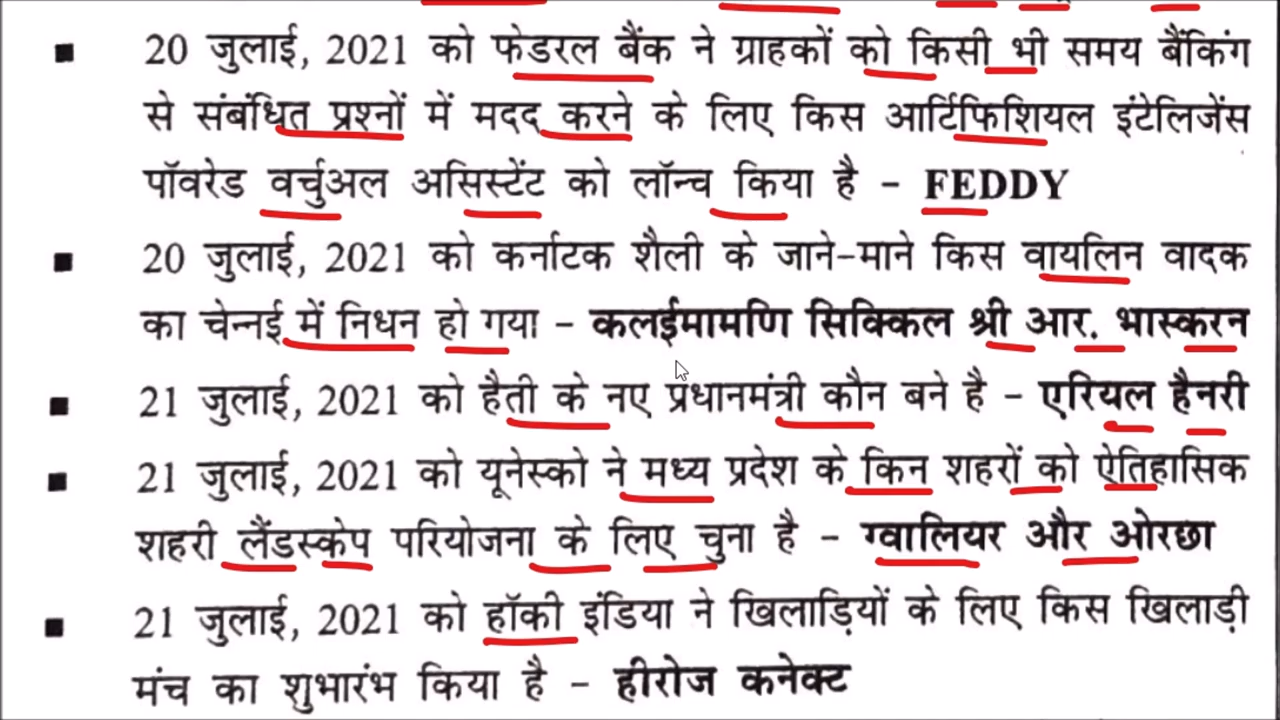 ■ 20 जुलाई, 2021 को फेडरल बैंक ने ग्राहकों को किसी भी समय बैंकिंग
से संबंधित प्रश्नों में मदद करने के लिए किस आर्टिफिशियल इंटेलिजेंस
पॉवरेड वर्चुअल असिस्टेंट को लॉन्च किया है - FEDDY
■ 20 जुलाई, 2021 को कर्नाटक शैली के जाने-माने किस वायलिन वादक
का चेन्नई में निधन हो गया - कलईमामणि सिक्किल श्री आर. भास्करन
■ 21 जुलाई, 2021 को हैती के नए प्रधानमंत्री कौन बने है - एरियल हैनरी
■ 21 जुलाई, 2021 को यूनेस्को ने मध्य प्रदेश के किन शहरों को ऐतिहासिक
शहरी लैंडस्केप परियोजना के लिए चुना है - ग्वालियर और ओरछा
■ 21 जुलाई, 2021 को हॉकी इंडिया ने खिलाड़ियों के लिए किस खिलाड़ी
मंच का शुभारंभ किया है - हीरोज कनेक्ट